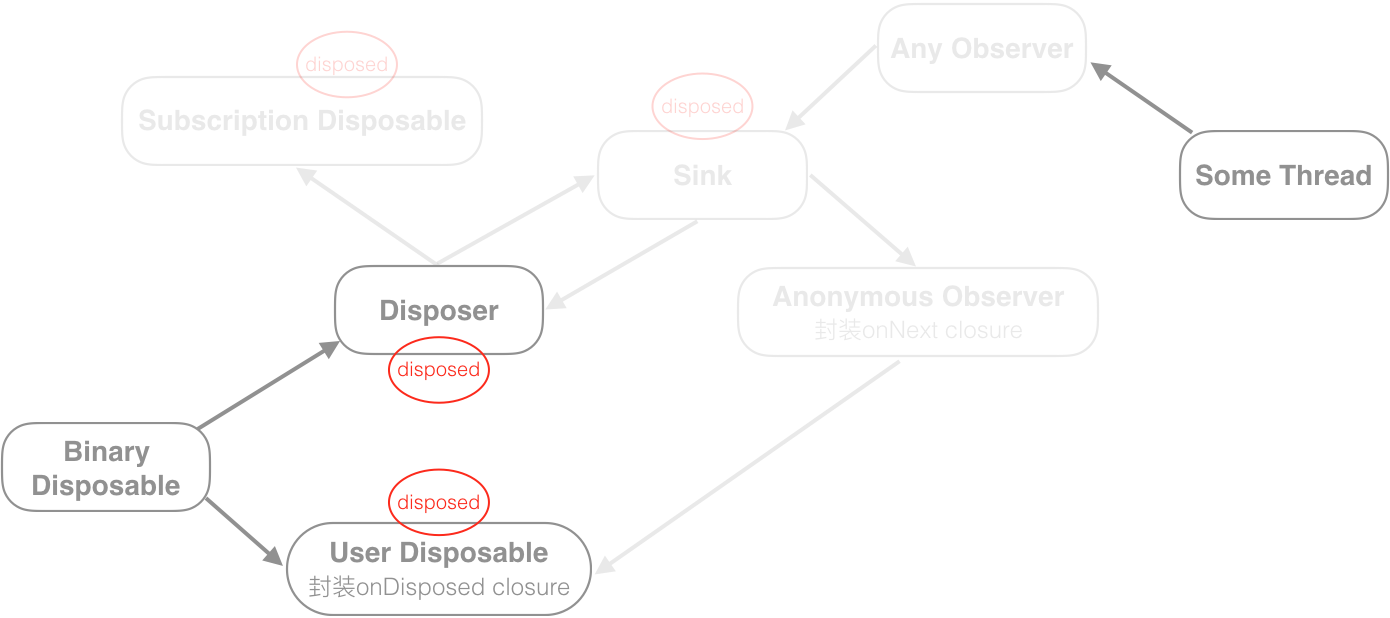 Any Observer
disposed
disposed
Subscription Disposable
Sink
Some Thread
Disposer
Anonymous Observer
封装onNext closure
disposed
Binary
Disposable
disposed
User Disposable
封装onDisposed closure